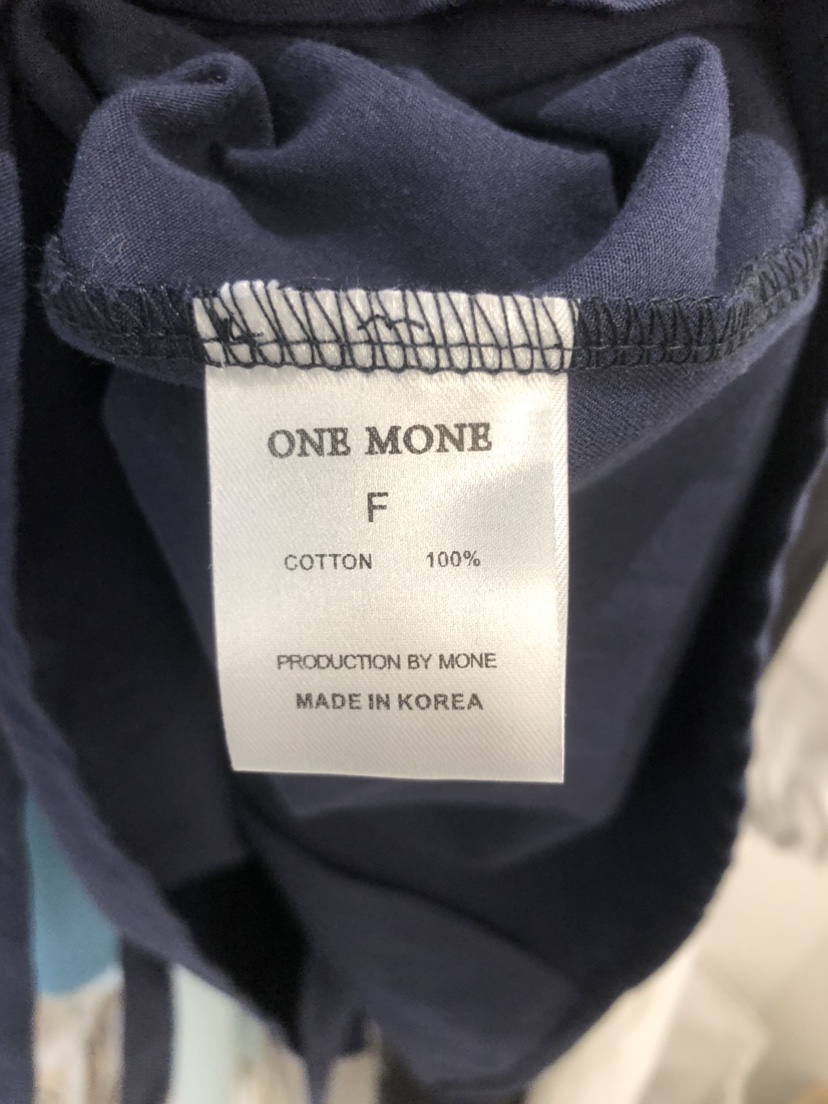 ONE MONE
F
COTTON 100%
PRODUCTION BY MONE
MADE IN KOREA